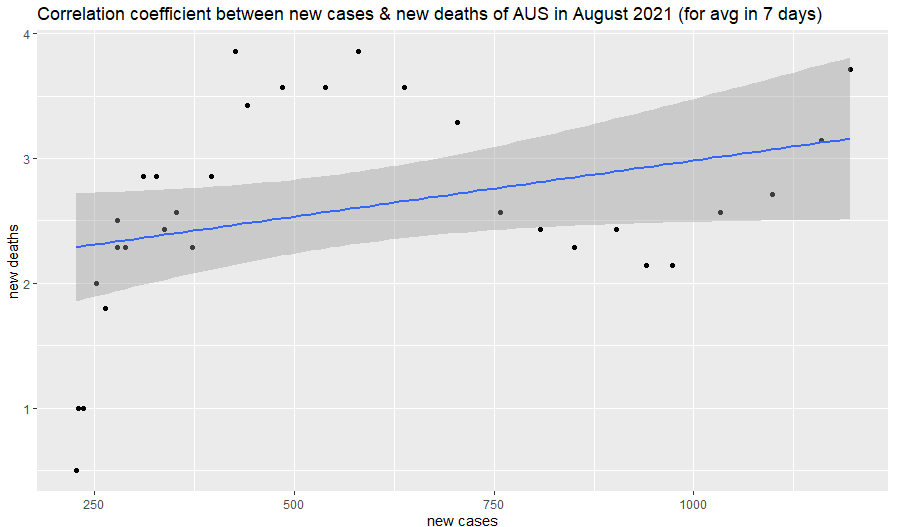 Correlation coefficient between new cases & new deaths of AUS in August 2021 (for avg in 7 days)
4
3
2
1
new deaths
250 500 750 1000
new cases